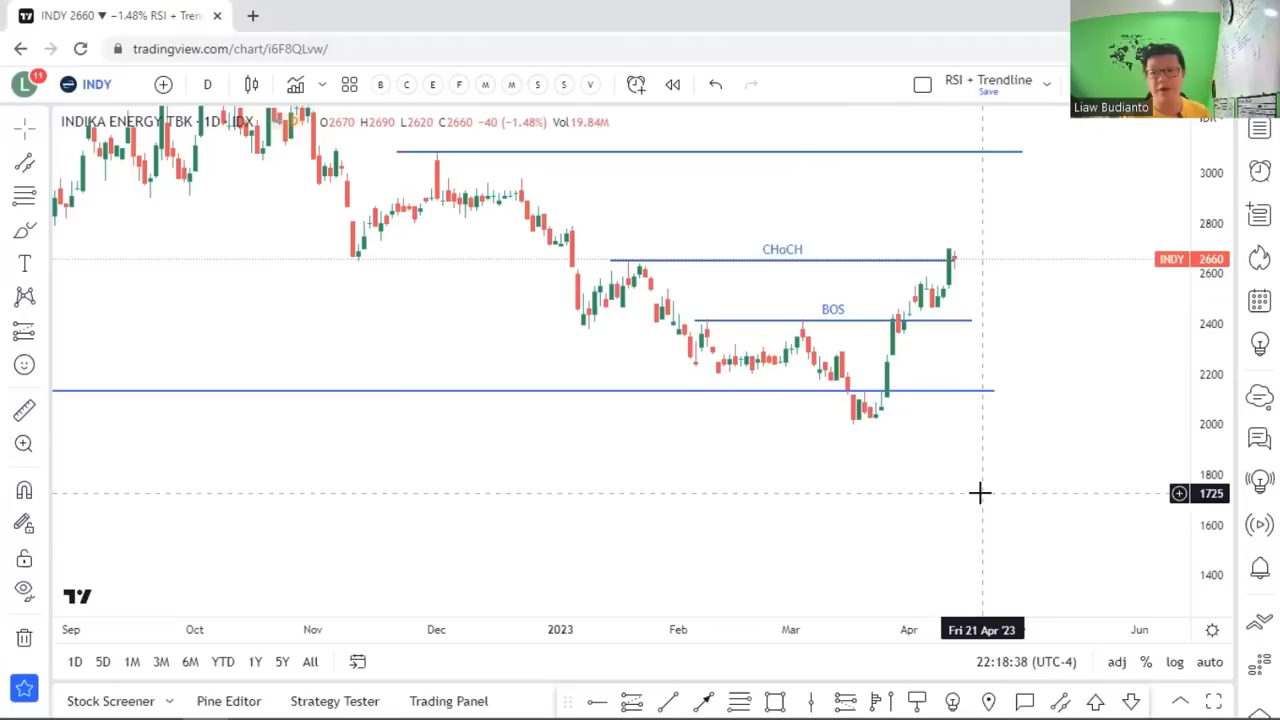 INDY 2660 ▼ −1.48% RSI + Tren
tradingview.com/chart/i6F8QLvw/
L 11 INDY D B C E F M M S S V RSI + Trendline
Save
Liaw Budianto
INDIKA ENERGY TBK · 1D · IDX O2670 L2620 C2660 −40 (−1.48%) Vol19.84M
3000
2800
CHoCH
INDY 2660
2600
BOS
2400
2200
2000
1800
1725
1600
1400
Sep Oct Nov Dec 2023 Feb Mar Apr Fri 21 Apr '23 Jun
1D 5D 1M 3M 6M YTD 1Y 5Y All 22:18:38 (UTC-4) adj % log auto
Stock Screener Pine Editor Strategy Tester Trading Panel